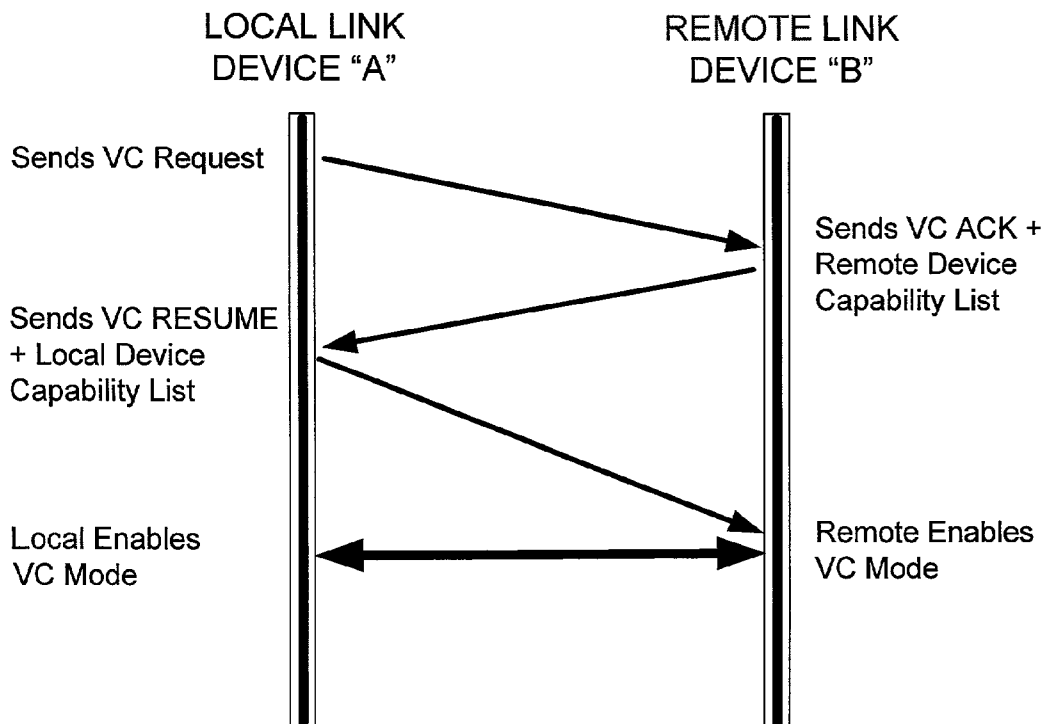 LOCAL LINK
DEVICE “A”
REMOTE LINK
DEVICE “B”
Sends VC Request
Sends VC ACK +
Remote Device
Capability List
Sends VC RESUME
+ Local Device
Capability List
Local Enables
VC Mode
Remote Enables
VC Mode